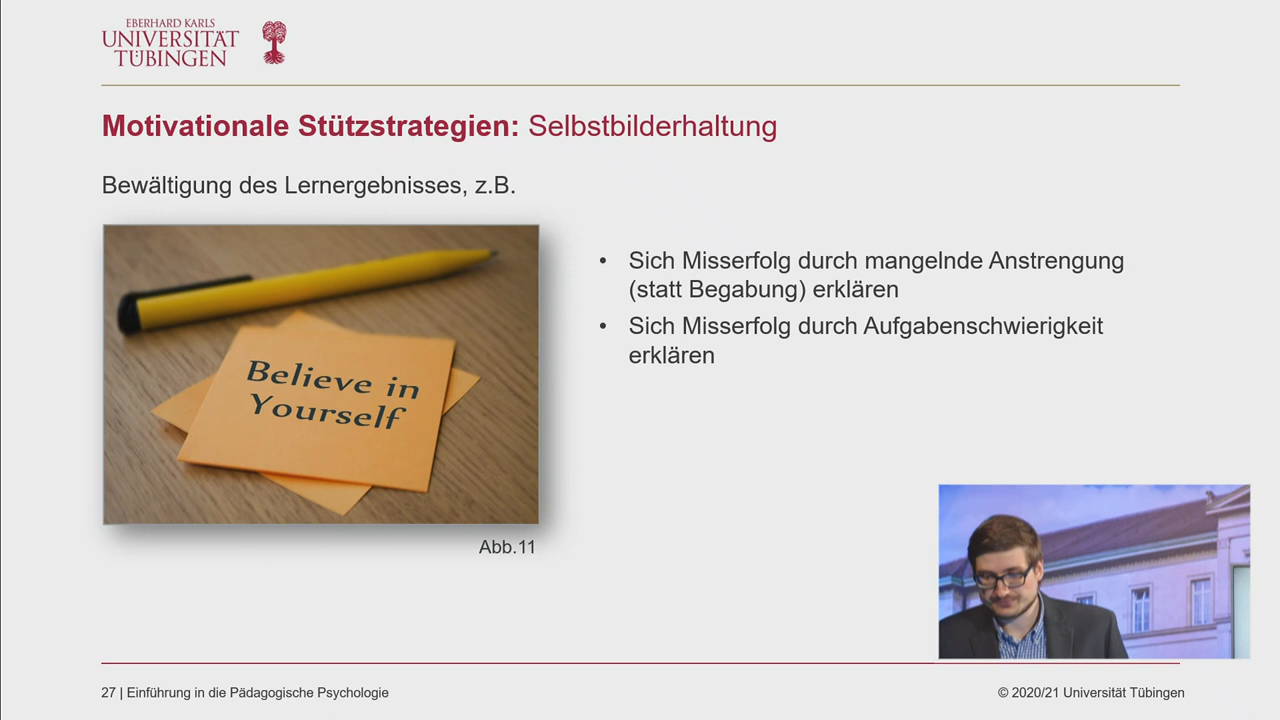 EBERHARD KARLS
UNIVERSITÄT
TÜBINGEN
Motivationale Stützstrategien: Selbstbilderhaltung
Bewältigung des Lernergebnisses, z.B.
Believe in
Yourself
Abb.11
• Sich Misserfolg durch mangelnde Anstrengung
(statt Begabung) erklären
• Sich Misserfolg durch Aufgabenschwierigkeit
erklären
27 | Einführung in die Pädagogische Psychologie
© 2020/21 Universität Tübingen